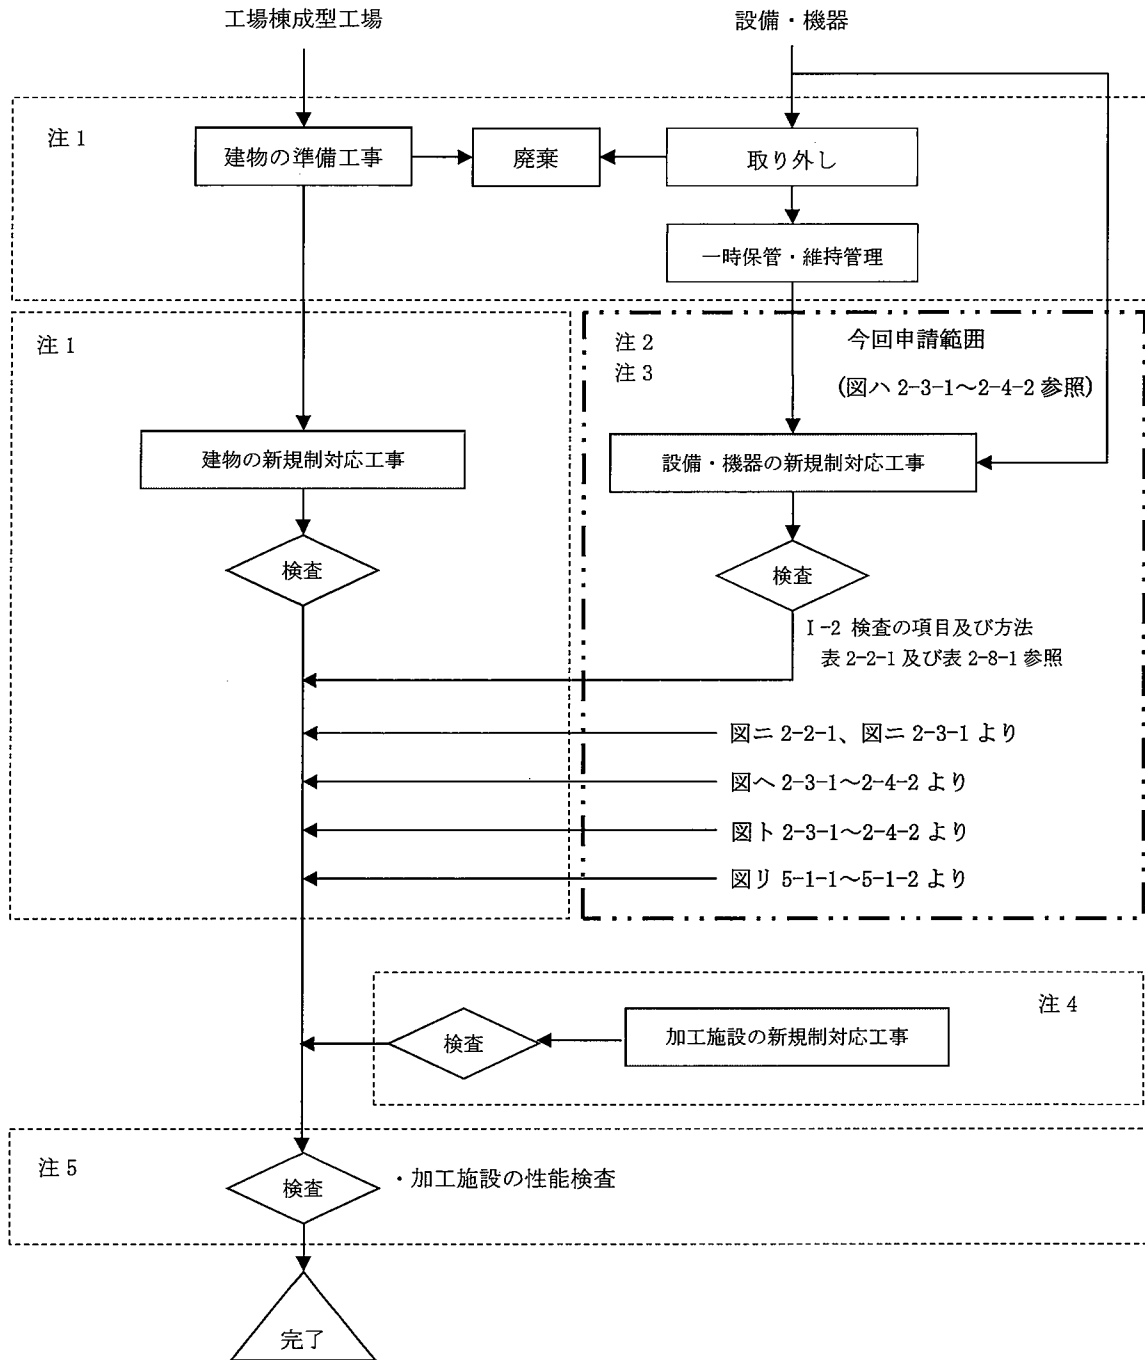 工場棟成型工場
設備・機器
注 1
建物の準備工事
廃棄
取り外し
一時保管・維持管理
注 1
注 2
注 3
今回申請範囲
(図ハ 2-3-1～2-4-2 参照)
建物の新規制対応工事
設備・機器の新規制対応工事
検査
検査
Ⅰ-2 検査の項目及び方法
表 2-2-1 及び表 2-8-1 参照
図ニ 2-2-1、図ニ 2-3-1 より
図ヘ 2-3-1～2-4-2 より
図ト 2-3-1～2-4-2 より
図リ 5-1-1～5-1-2 より
注 4
検査
加工施設の新規制対応工事
注 5
検査
・加工施設の性能検査
完了